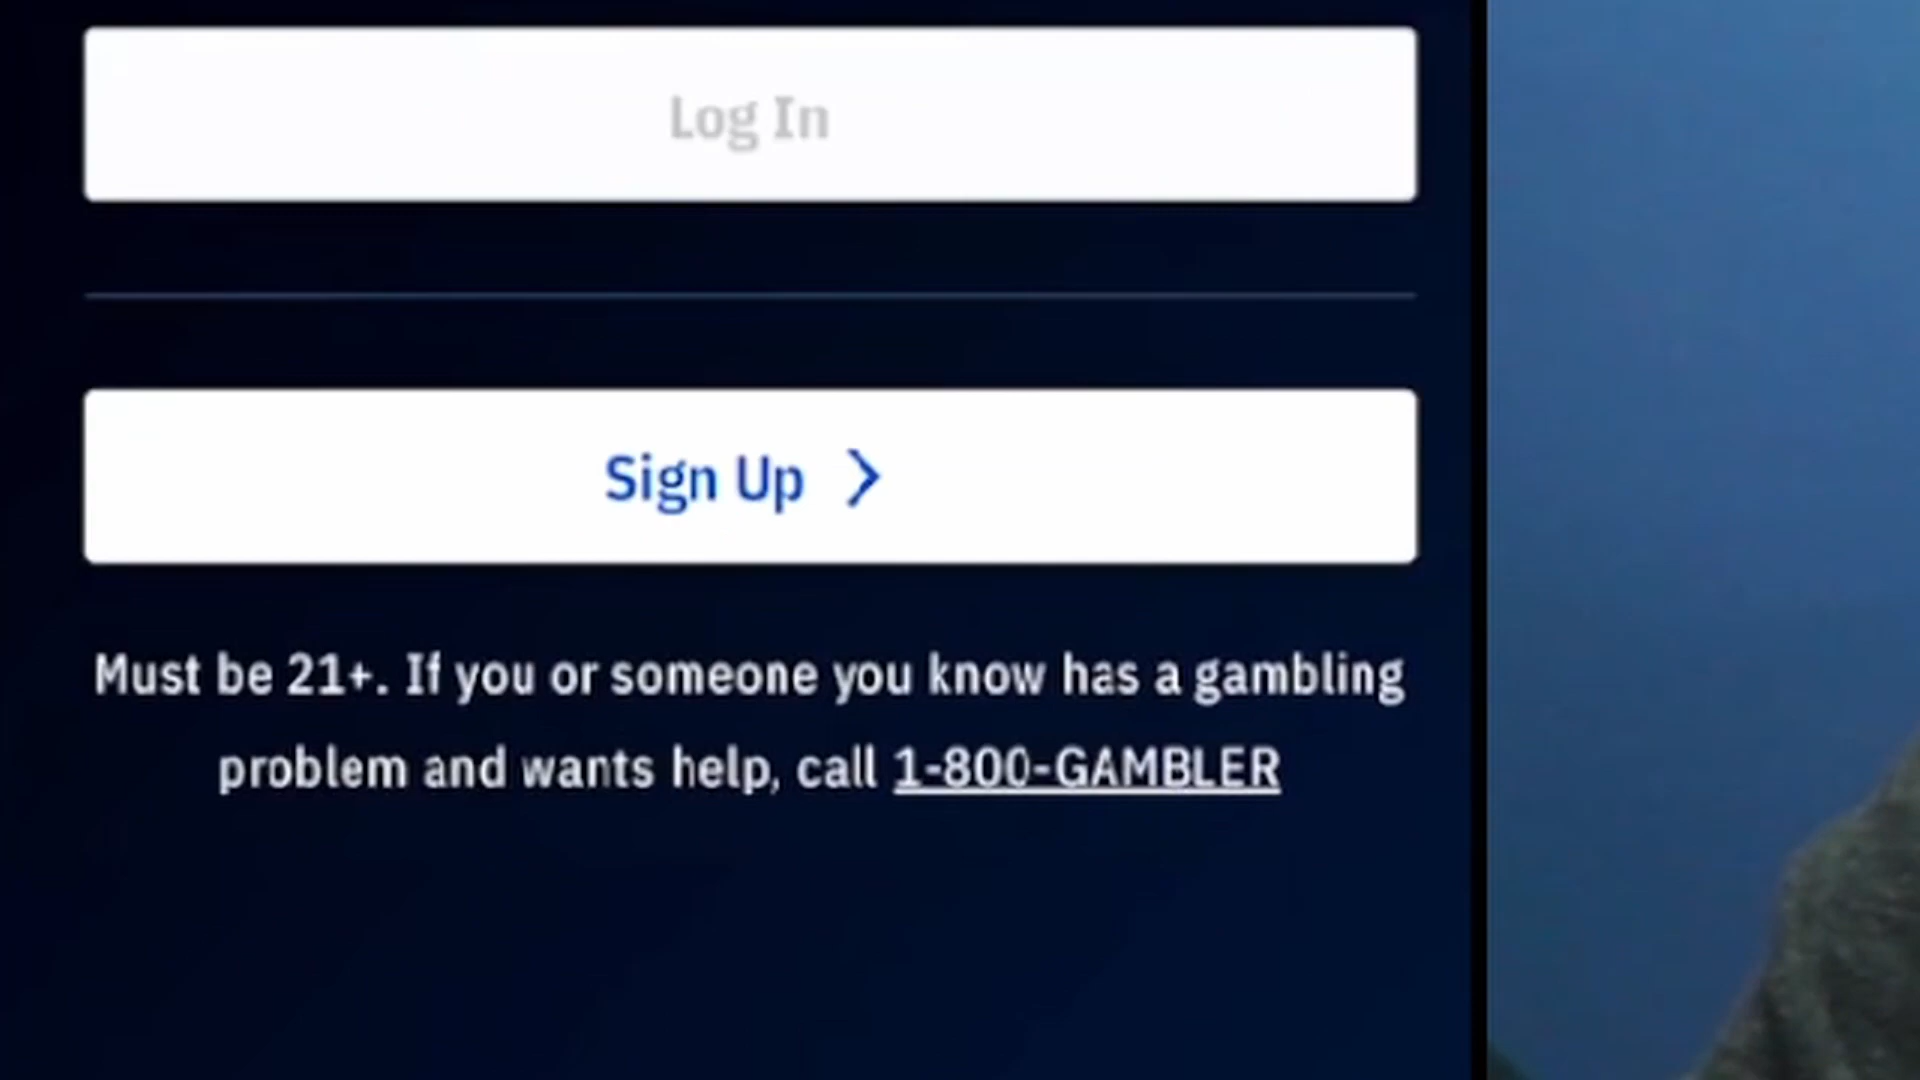 Log In
Sign Up
Must be 21+. If you or someone you know has a gambling
problem and wants help, call 1-800-GAMBLER